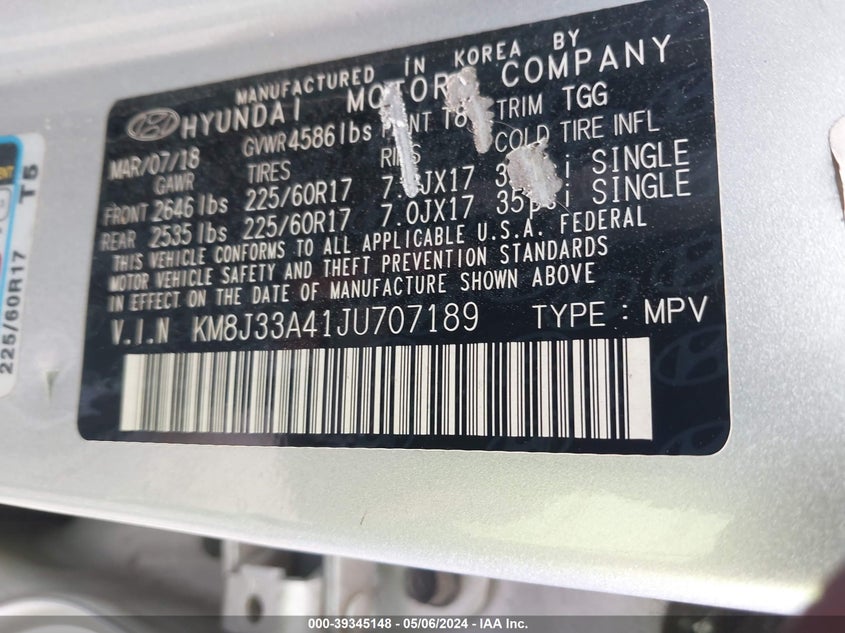 MANUFACTURED IN KOREA BY
HYUNDAI MOTORS COMPANY
MAR/07/18 GVWR 4586 lbs TRIM TGG
GAWR TIRES COLD TIRE INFL
FRONT 2646 lbs 225/60R17 SINGLE
REAR 2535 lbs 225/60R17 7.0JX17 35psi SINGLE
THIS VEHICLE CONFORMS TO ALL APPLICABLE U.S.A. FEDERAL
MOTOR VEHICLE SAFETY AND THEFT PREVENTION STANDARDS
IN EFFECT ON THE DATE OF MANUFACTURE SHOWN ABOVE
V.I.N KM8J33A41JU707189 TYPE: MPV
225/60R17 T5
000-39345148 - 05/06/2024 - IAA Inc.